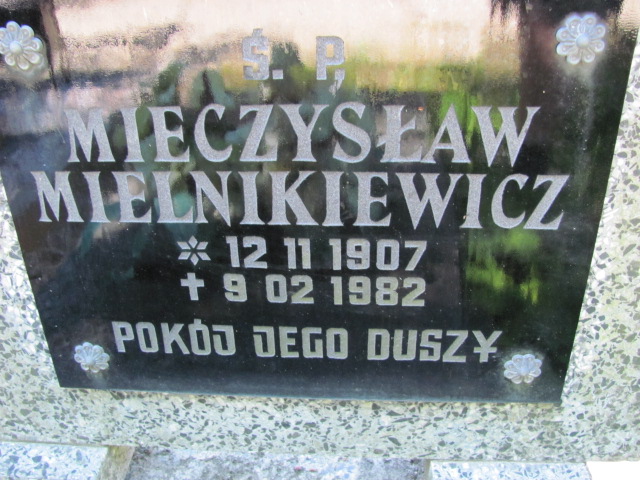 Ś. P.
MIECZYSŁAW
MIELNIKIEWICZ
* 12 11 1907
✝ 9 02 1982
POKÓJ JEGO DUSZY